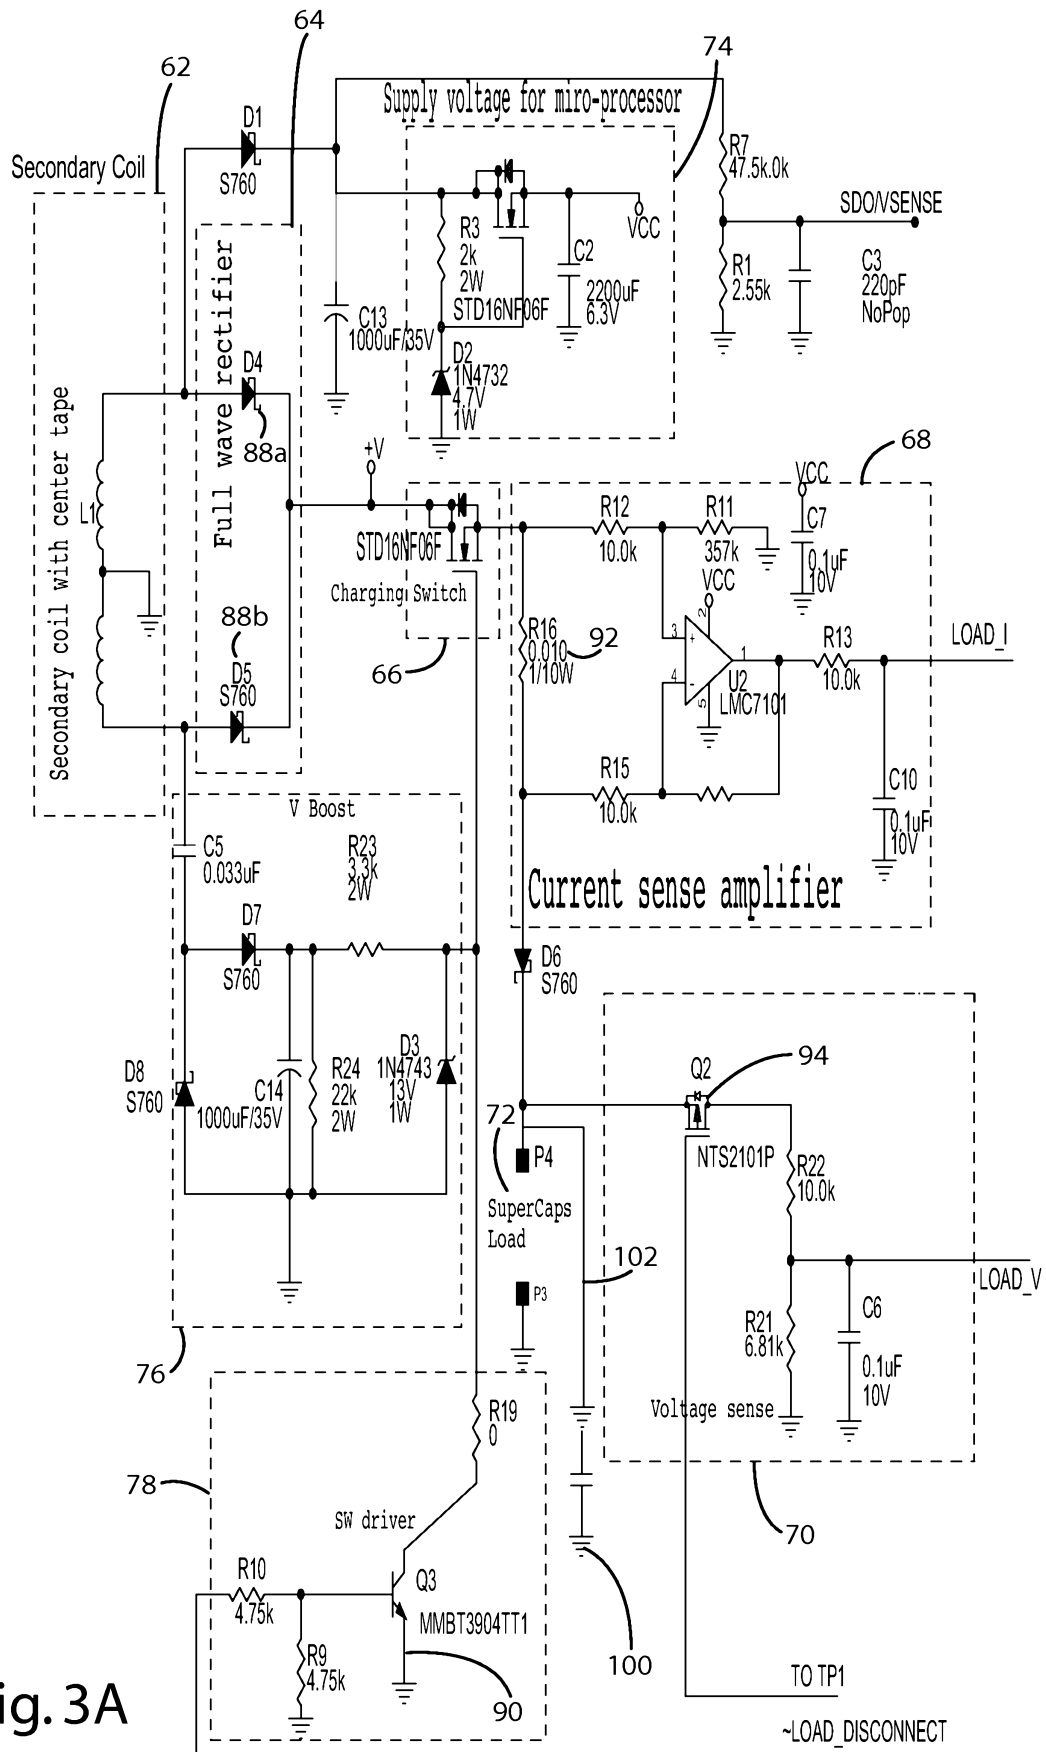 64
74
62
Supply voltage for miro-processor
D1
S760
Secondary Coil
R7
47.5k.0k
SDO/VSENSE
VCC
R3
2k
2W
STD16NF06F
C2
2200uF
6.3V
R1
2.55k
C3
220pF
NoPop
C13
1000uF/35V
D2
1N4732
4.7V
1W
Full wave rectifier
D4
88a
+V
68
Secondary coil with center tape
L1
STD16NF06F
Charging Switch
66
R12
10.0k
R11
357k
VCC
C7
0.1uF
10V
VCC
2
88b
D5
S760
R16
0.010
1/10W
92
3
+
4
-
1
5
U2
LMC7101
R13
10.0k
LOAD_I
R15
10.0k
C10
0.1uF
10V
V Boost
C5
0.033uF
R23
3.3k
2W
Current sense amplifier
D7
S760
D6
S760
D8
S760
C14
1000uF/35V
R24
22k
2W
D3
1N4743
13V
1W
Q2
94
NTS2101P
72
P4
SuperCaps
Load
R22
10.0k
102
P3
LOAD_V
R21
6.81k
C6
0.1uF
10V
76
Voltage sense
R19
0
78
SW driver
70
R10
4.75k
Q3
MMBT3904TT1
R9
4.75k
100
90
TO TP1
~LOAD_DISCONNECT
ig. 3A